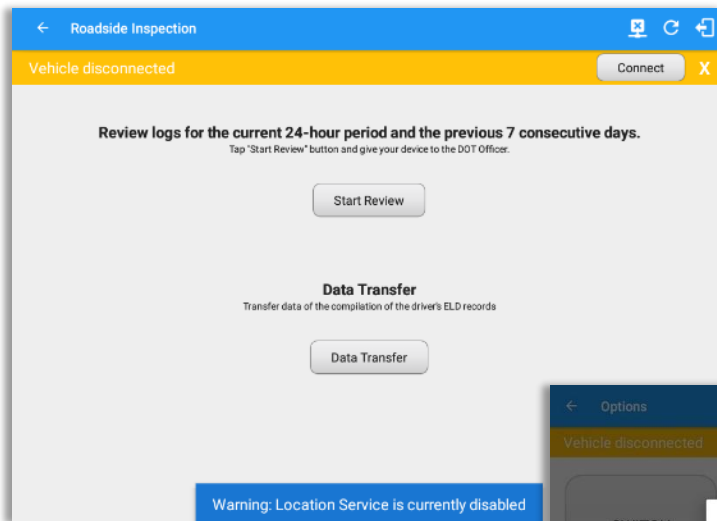 Roadside Inspection
Vehicle disconnected
Connect
X
Review logs for the current 24-hour period and the previous 7 consecutive days.
Tap "Start Review" button and give your device to the DOT Officer.
Start Review
Data Transfer
Transfer data of the compilation of the driver's ELD records
Data Transfer
Options
Vehicle disconnected
Warning: Location Service is currently disabled